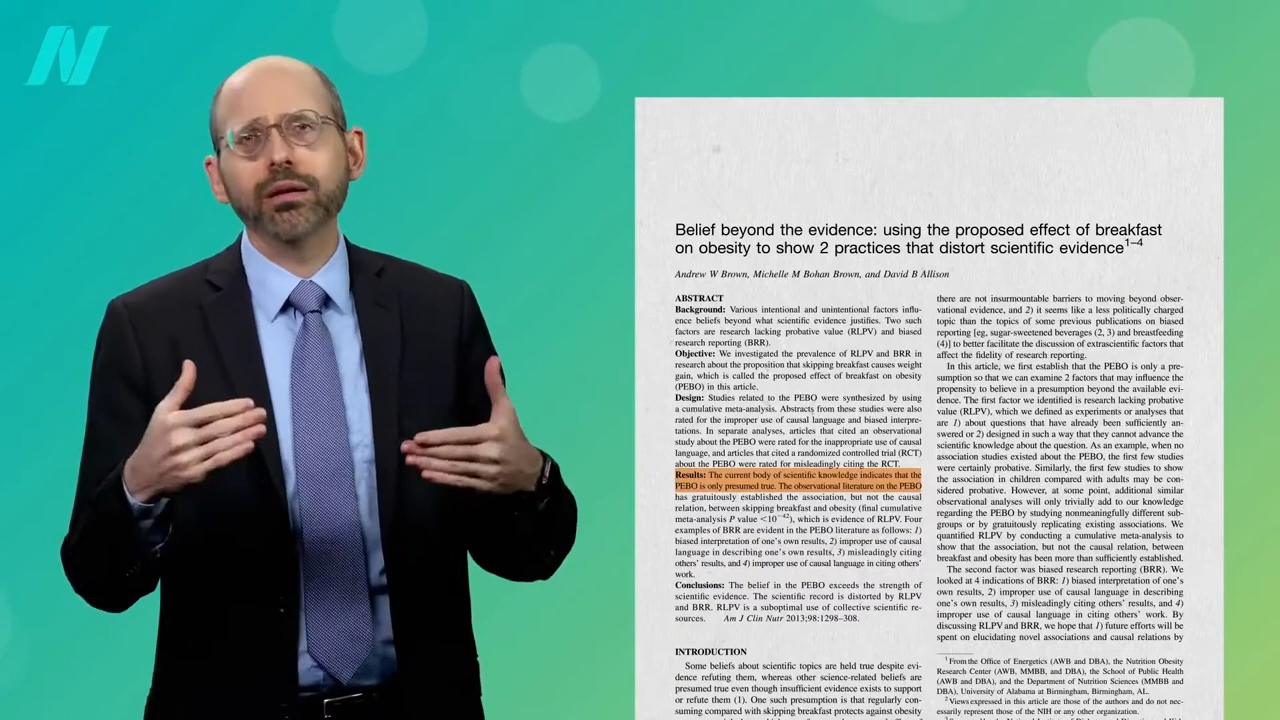 N
Belief beyond the evidence: using the proposed effect of breakfast
on obesity to show 2 practices that distort scientific evidence1–4
Andrew W Brown, Michelle M Bohan Brown, and David B Allison
ABSTRACT
Background: Various intentional and unintentional factors influ-
ence beliefs beyond what scientific evidence justifies. Two such
factors are research lacking probative value (RLPV) and biased
research reporting (BRR).
Objective: We investigated the prevalence of RLPV and BRR in
research about the proposition that skipping breakfast causes weight
gain, which is called the proposed effect of breakfast on obesity
(PEBO) in this article.
Design: Studies related to the PEBO were synthesized by using
a cumulative meta-analysis. Abstracts from these studies were also
rated for the improper use of causal language and biased interpre-
tations. In separate analyses, articles that cited an observational
study about the PEBO were rated for the inappropriate use of causal
language, and articles that cited a randomized controlled trial (RCT)
about the PEBO were rated for misleadingly citing the RCT.
Results: The current body of scientific knowledge indicates that the
PEBO is only presumed true. The observational literature on the PEBO
has gratuitously established the association, but not the causal
relation, between skipping breakfast and obesity (final cumulative
meta-analysis P value <10−42), which is evidence of RLPV. Four
examples of BRR are evident in the PEBO literature as follows: 1)
biased interpretation of one's own results, 2) improper use of causal
language in describing one's own results, 3) misleadingly citing
others' results, and 4) improper use of causal language in citing others'
work.
Conclusions: The belief in the PEBO exceeds the strength of
scientific evidence. The scientific record is distorted by RLPV
and BRR. RLPV is a suboptimal use of collective scientific re-
sources. Am J Clin Nutr 2013;98:1298–308.
INTRODUCTION
Some beliefs about scientific topics are held true despite evi-
dence refuting them, whereas other science-related beliefs are
presumed true even though insufficient evidence exists to support
or refute them (1). One such presumption is that regularly con-
suming compared with skipping breakfast protects against obesity
there are not insurmountable barriers to moving beyond obser-
vational evidence, and 2) it seems like a less politically charged
topic than the topics of some previous publications on biased
reporting [eg, sugar-sweetened beverages (2, 3) and breastfeeding
(4)] to better facilitate the discussion of extrascientific factors that
affect the fidelity of research reporting.
In this article, we first establish that the PEBO is only a pre-
sumption so that we can examine 2 factors that may influence the
propensity to believe in a presumption beyond the available evi-
dence. The first factor we identified is research lacking probative
value (RLPV), which we defined as experiments or analyses that
are 1) about questions that have already been sufficiently an-
swered or 2) designed in such a way that they cannot advance the
scientific knowledge about the question. As an example, when no
association studies existed about the PEBO, the first few studies
were certainly probative. Similarly, the first few studies to show
the association in children compared with adults may be con-
sidered probative. However, at some point, additional similar
observational analyses will only trivially add to our knowledge
regarding the PEBO by studying nonmeaningfully different sub-
groups or by gratuitously replicating existing associations. We
quantified RLPV by conducting a cumulative meta-analysis to
show that the association, but not the causal relation, between
breakfast and obesity has been more than sufficiently established.
The second factor was biased research reporting (BRR). We
looked at 4 indications of BRR: 1) biased interpretation of one's
own results, 2) improper use of causal language in describing
one's own results, 3) misleadingly citing others' results, and 4)
improper use of causal language in citing others' work. By
discussing RLPV and BRR, we hope that 1) future efforts will be
spent on elucidating novel associations and causal relations by
1 From the Office of Energetics (AWB and DBA), the Nutrition Obesity
Research Center (AWB, MMBB, and DBA), the School of Public Health
(AWB and DBA), and the Department of Nutrition Sciences (MMBB and
DBA), University of Alabama at Birmingham, Birmingham, AL.
2 Views expressed in this article are those of the authors and do not nec-
essarily represent those of the NIH or any other organization.